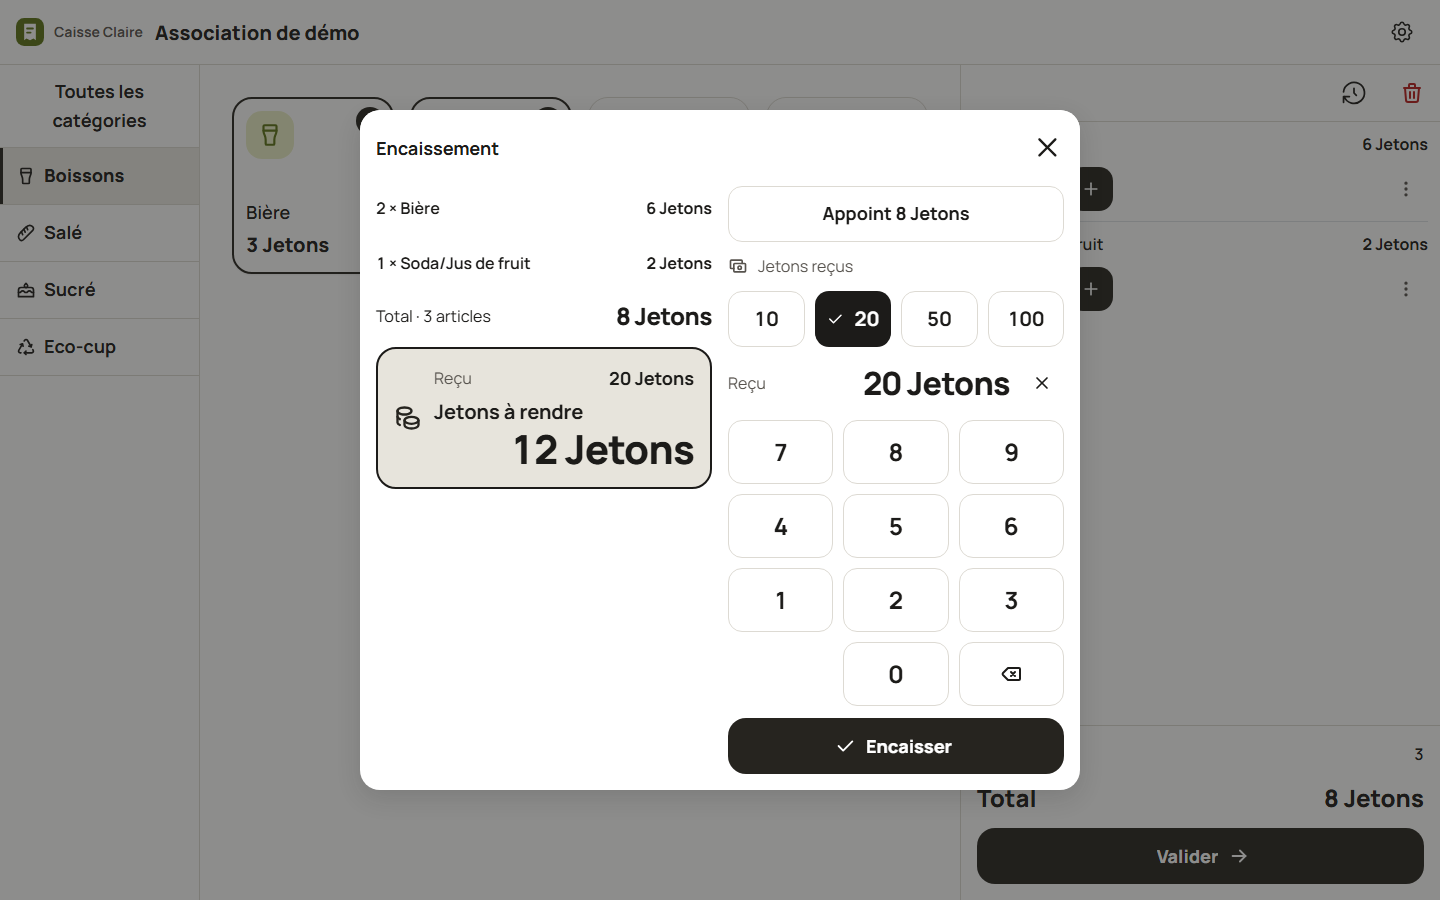 Caisse Claire
Association de démo
Toutes les
catégories
Boissons
Salé
Sucré
Eco-cup
Bière
3 Jetons
Encaissement
2 × Bière
6 Jetons
1 × Soda/Jus de fruit
2 Jetons
Total · 3 articles
8 Jetons
Reçu
20 Jetons
Jetons à rendre
12 Jetons
Appoint 8 Jetons
Jetons reçus
10
20
50
100
Reçu
20 Jetons
7
8
9
4
5
6
1
2
3
0
Encaisser
6 Jetons
2 Jetons
3
Total
8 Jetons
Valider